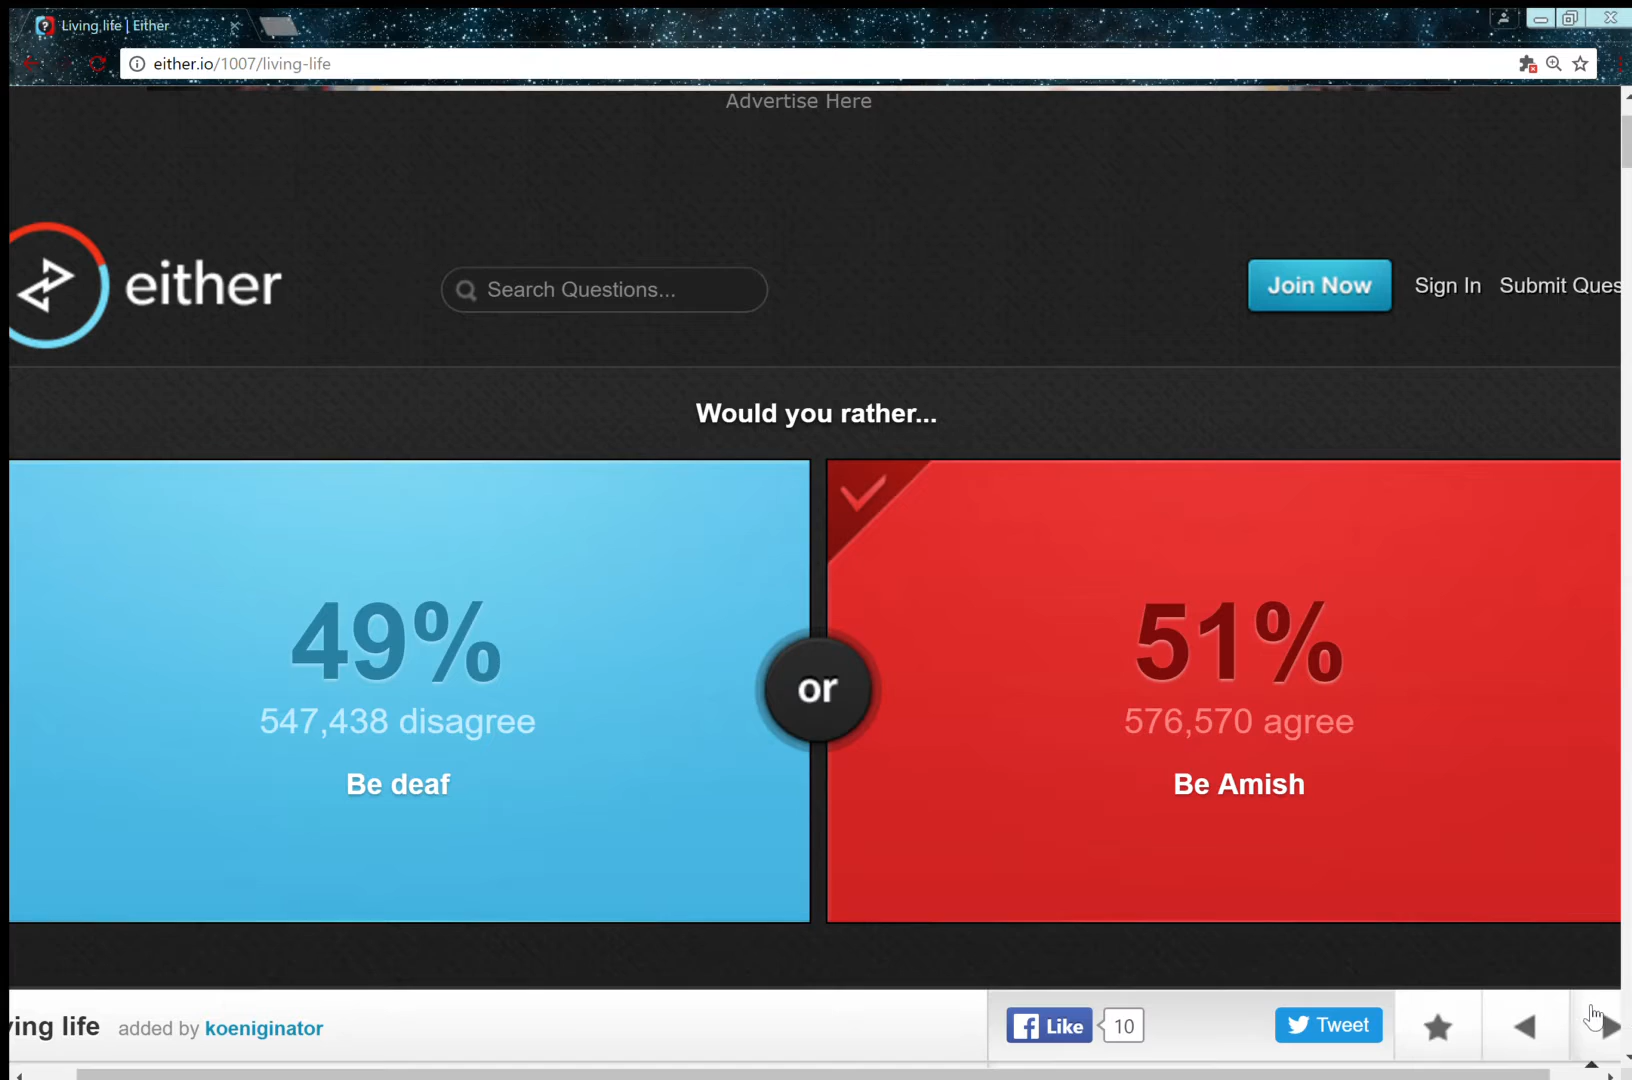 Living life | Either
either.io/1007/living-life
Advertise Here
either
Search Questions...
Join Now
Sign In
Submit Ques
Would you rather...
49%
547,438 disagree
Be deaf
or
51%
576,570 agree
Be Amish
ving life added by koeniginator
Like
10
Tweet